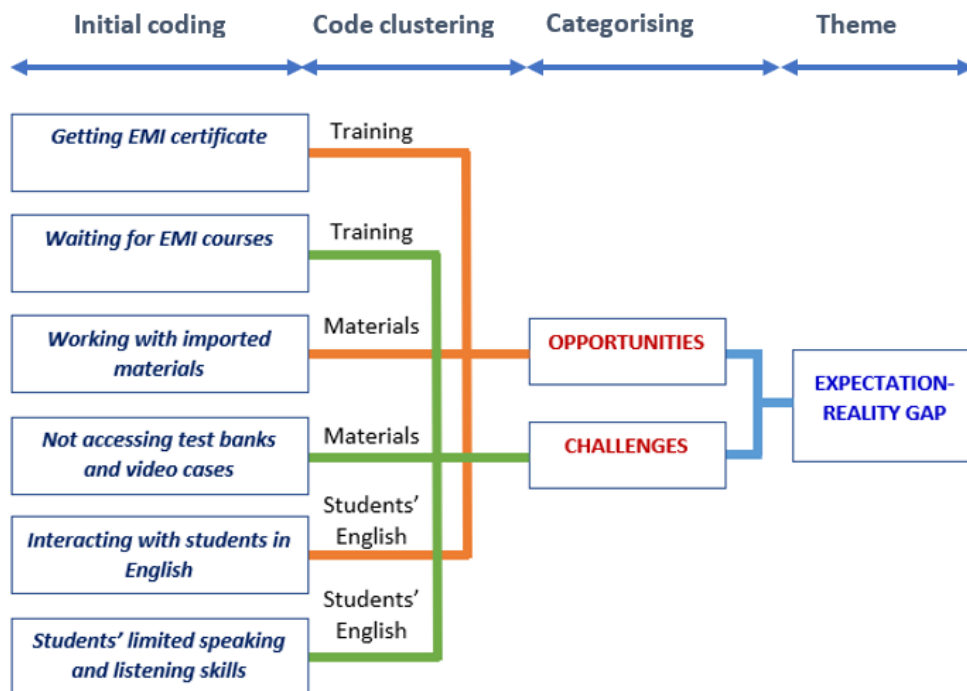 Initial coding
Code clustering
Categorising
Theme
Getting EMI certificate
Training
Waiting for EMI courses
Training
Working with imported
materials
Materials
OPPORTUNITIES
EXPECTATION-
REALITY GAP
Not accessing test banks
and video cases
Materials
CHALLENGES
Interacting with students in
English
Students’
English
Students’ limited speaking
and listening skills
Students’
English